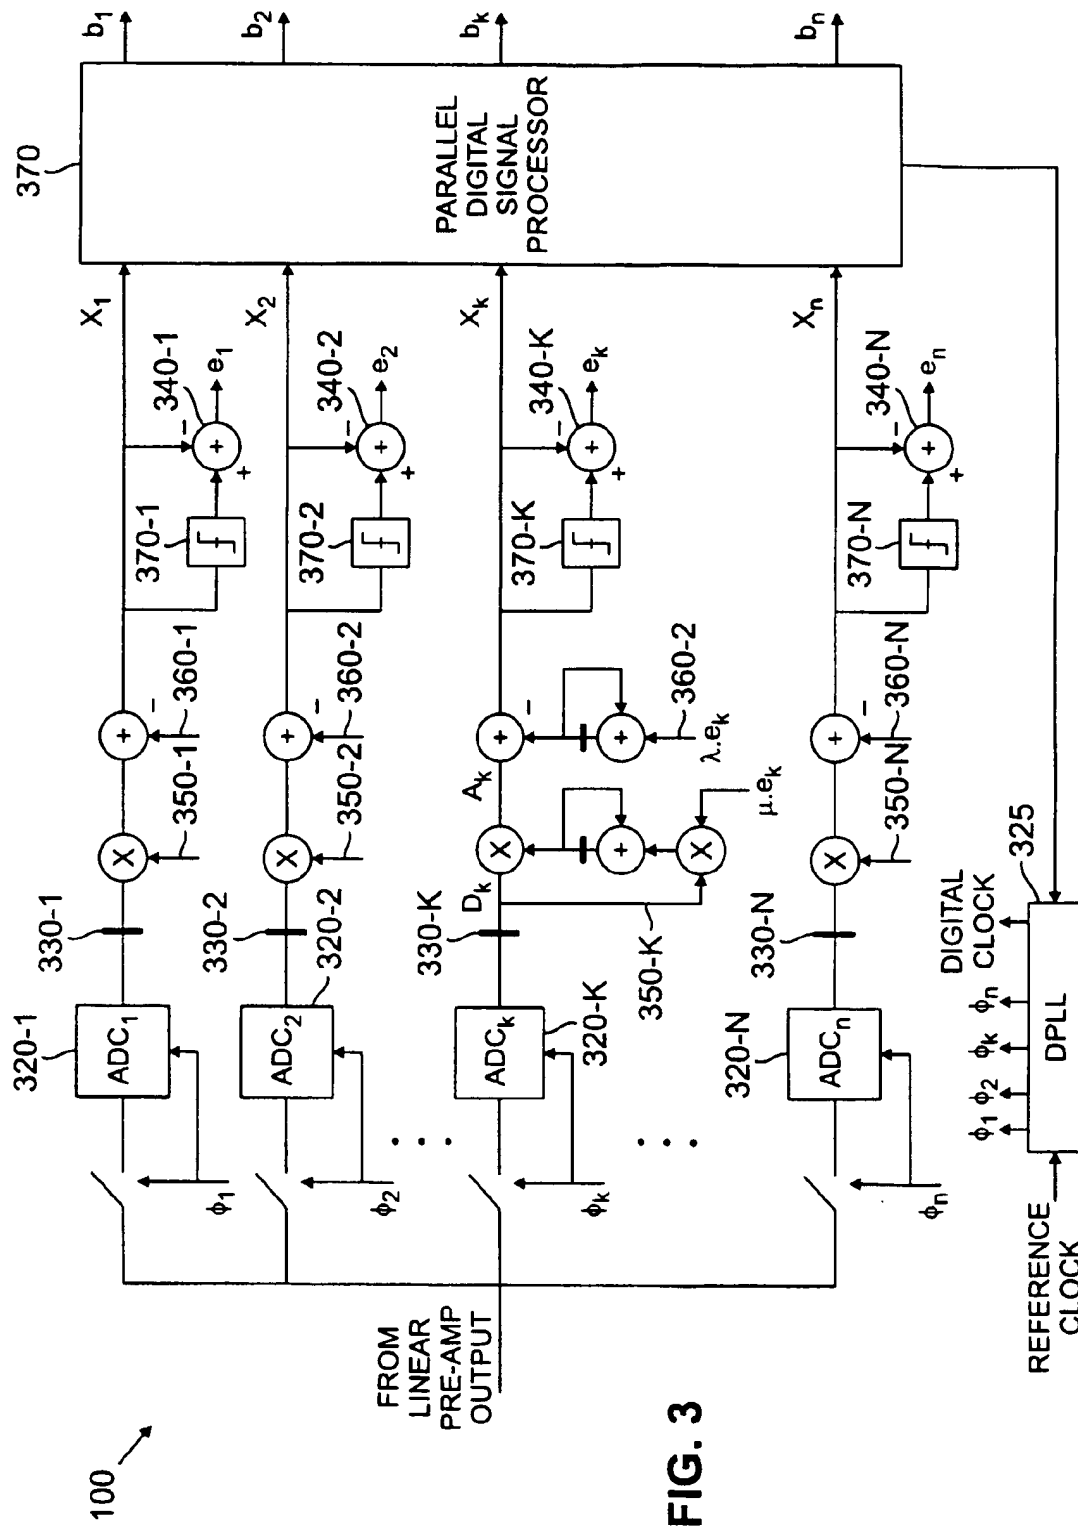 100
FROM
LINEAR
PRE-AMP
OUTPUT
320-1
ADC1
ϕ1
330-1
X
350-1
+
−
360-1
370-1
340-1
−
+
+
e1
X1
b1
320-2
ADC2
ϕ2
330-2
X
350-2
+
−
360-2
370-2
340-2
−
+
+
e2
X2
b2
. . .
320-K
ADCk
ϕk
330-K
Dk
350-K
X
+
X
μ.ek
Ak
+
−
+
λ..ek
360-2
370-K
340-K
−
+
+
ek
Xk
bk
. . .
320-N
ADCn
ϕn
330-N
X
350-N
+
−
360-N
370-N
340-N
−
+
+
en
Xn
bn
370
PARALLEL
DIGITAL
SIGNAL
PROCESSOR
REFERENCE
CLOCK
DPLL
325
ϕ1 ϕ2 ϕk ϕn
DIGITAL
CLOCK
FIG. 3